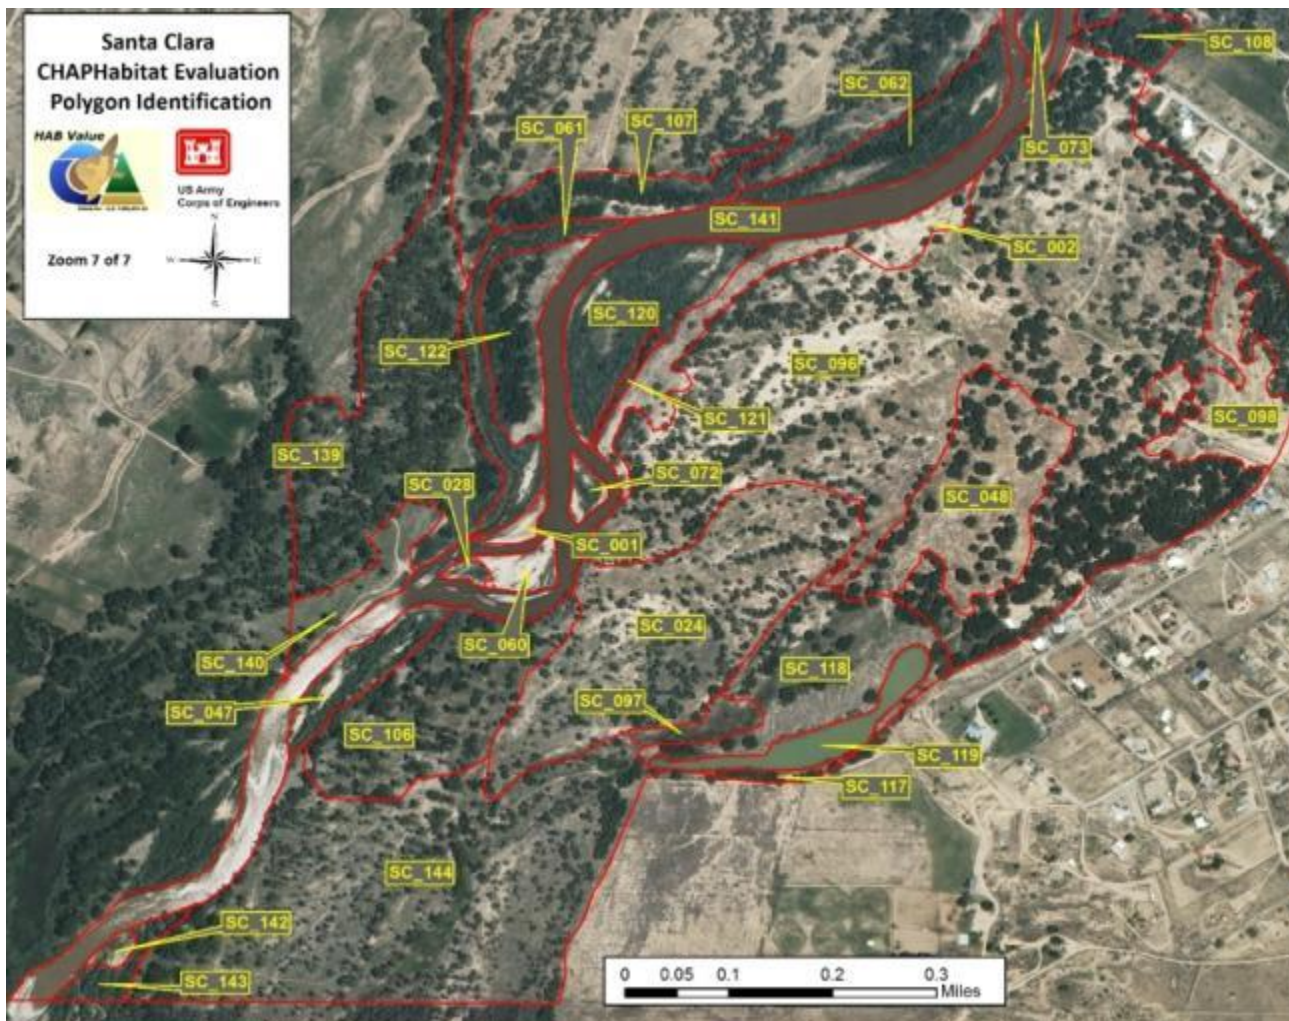 Santa Clara
CHAPHabitat Evaluation
Polygon Identification
HAB Value
US Army
Corps of Engineers
N
W
E
S
Zoom 7 of 7
SC_108
SC_062
SC_107
SC_061
SC_073
SC_141
SC_002
SC_120
SC_122
SC_096
SC_121
SC_098
SC_139
SC_072
SC_028
SC_048
SC_001
SC_024
SC_060
SC_140
SC_118
SC_097
SC_047
SC_106
SC_119
SC_117
SC_144
SC_142
SC_143
0 0.05 0.1 0.2 0.3
Miles